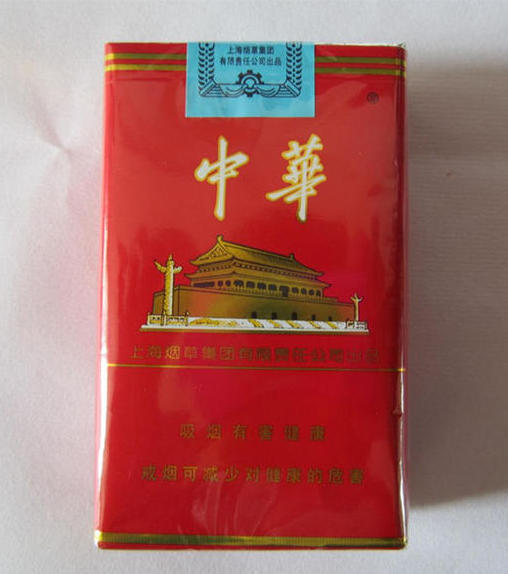 上海烟草集团
有限责任公司出品
®
中華
上海烟草集团有限责任公司出品
吸烟有害健康
戒烟可减少对健康的危害